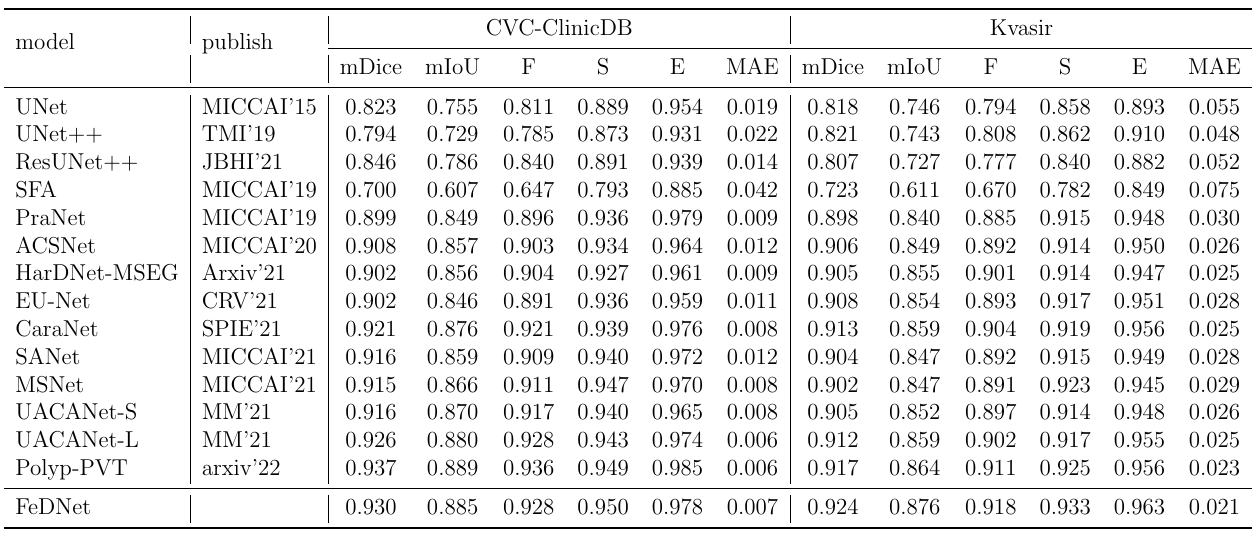 model publish CVC-ClinicDB Kvasir
mDice mIoU F S E MAE mDice mIoU F S E MAE
UNet MICCAI'15 0.823 0.755 0.811 0.889 0.954 0.019 0.818 0.746 0.794 0.858 0.893 0.055
UNet++ TMI'19 0.794 0.729 0.785 0.873 0.931 0.022 0.821 0.743 0.808 0.862 0.910 0.048
ResUNet++ JBHI'21 0.846 0.786 0.840 0.891 0.939 0.014 0.807 0.727 0.777 0.840 0.882 0.052
SFA MICCAI'19 0.700 0.607 0.647 0.793 0.885 0.042 0.723 0.611 0.670 0.782 0.849 0.075
PraNet MICCAI'19 0.899 0.849 0.896 0.936 0.979 0.009 0.898 0.840 0.885 0.915 0.948 0.030
ACSNet MICCAI'20 0.908 0.857 0.903 0.934 0.964 0.012 0.906 0.849 0.892 0.914 0.950 0.026
HarDNet-MSEG Arxiv'21 0.902 0.856 0.904 0.927 0.961 0.009 0.905 0.855 0.901 0.914 0.947 0.025
EU-Net CRV'21 0.902 0.846 0.891 0.936 0.959 0.011 0.908 0.854 0.893 0.917 0.951 0.028
CaraNet SPIE'21 0.921 0.876 0.921 0.939 0.976 0.008 0.913 0.859 0.904 0.919 0.956 0.025
SANet MICCAI'21 0.916 0.859 0.909 0.940 0.972 0.012 0.904 0.847 0.892 0.915 0.949 0.028
MSNet MICCAI'21 0.915 0.866 0.911 0.947 0.970 0.008 0.902 0.847 0.891 0.923 0.945 0.029
UACANet-S MM'21 0.916 0.870 0.917 0.940 0.965 0.008 0.905 0.852 0.897 0.914 0.948 0.026
UACANet-L MM'21 0.926 0.880 0.928 0.943 0.974 0.006 0.912 0.859 0.902 0.917 0.955 0.025
Polyp-PVT arxiv'22 0.937 0.889 0.936 0.949 0.985 0.006 0.917 0.864 0.911 0.925 0.956 0.023
FeDNet 0.930 0.885 0.928 0.950 0.978 0.007 0.924 0.876 0.918 0.933 0.963 0.021